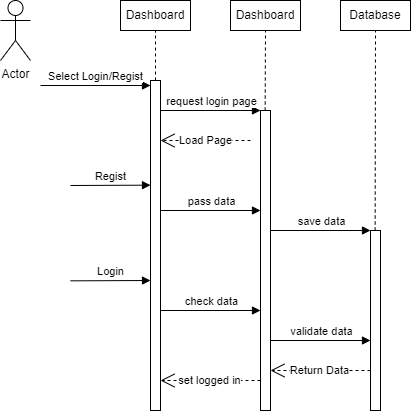 Dashboard
Dashboard
Database
Actor
Select Login/Regist
request login page
Load Page
Regist
pass data
save data
Login
check data
validate data
Return Data
set logged in